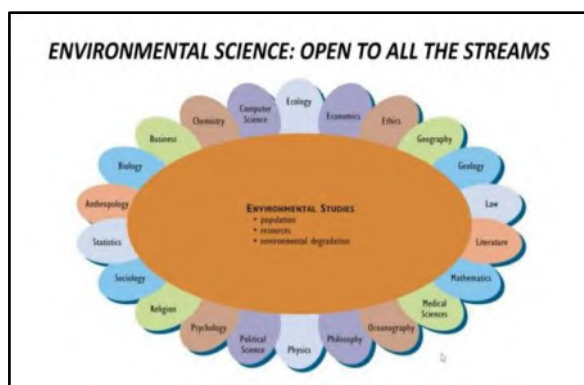 ENVIRONMENTAL SCIENCE: OPEN TO ALL THE STREAMS
Ecology
Economics
Ethics
Geography
Geology
Law
Literature
Mathematics
Medical
Sciences
Oceanography
Philosophy
Physics
Political
Science
Psychology
Religion
Sociology
Statistics
Anthropology
Biology
Business
Chemistry
Computer
Science
ENVIRONMENTAL STUDIES
• population
• resources
• environmental degradation